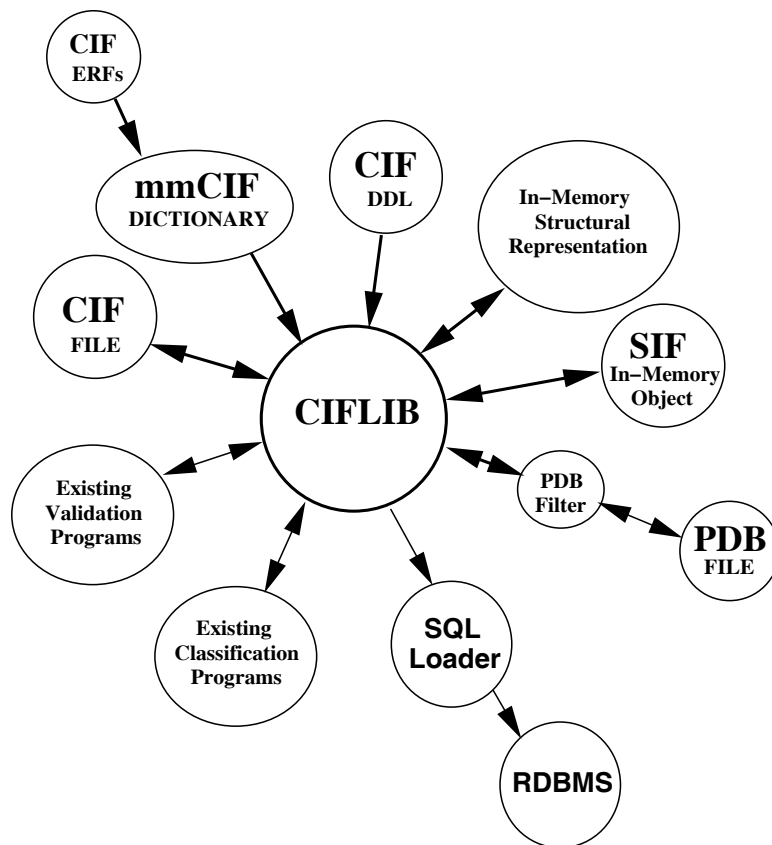 CIF
ERFs
mmCIF
DICTIONARY
CIF
DDL
In−Memory
Structural
Representation
CIF
FILE
SIF
In−Memory
Object
CIFLIB
Existing
Validation
Programs
PDB
Filter
PDB
FILE
Existing
Classification
Programs
SQL
Loader
RDBMS